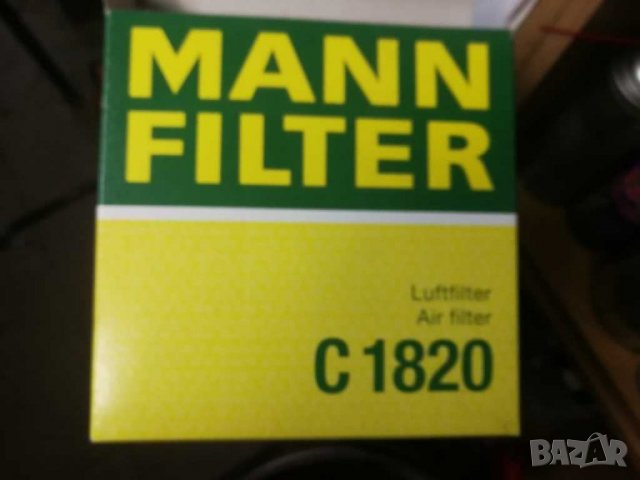 MANN
FILTER
Luftfilter
Air filter
C 1820
BAZAR